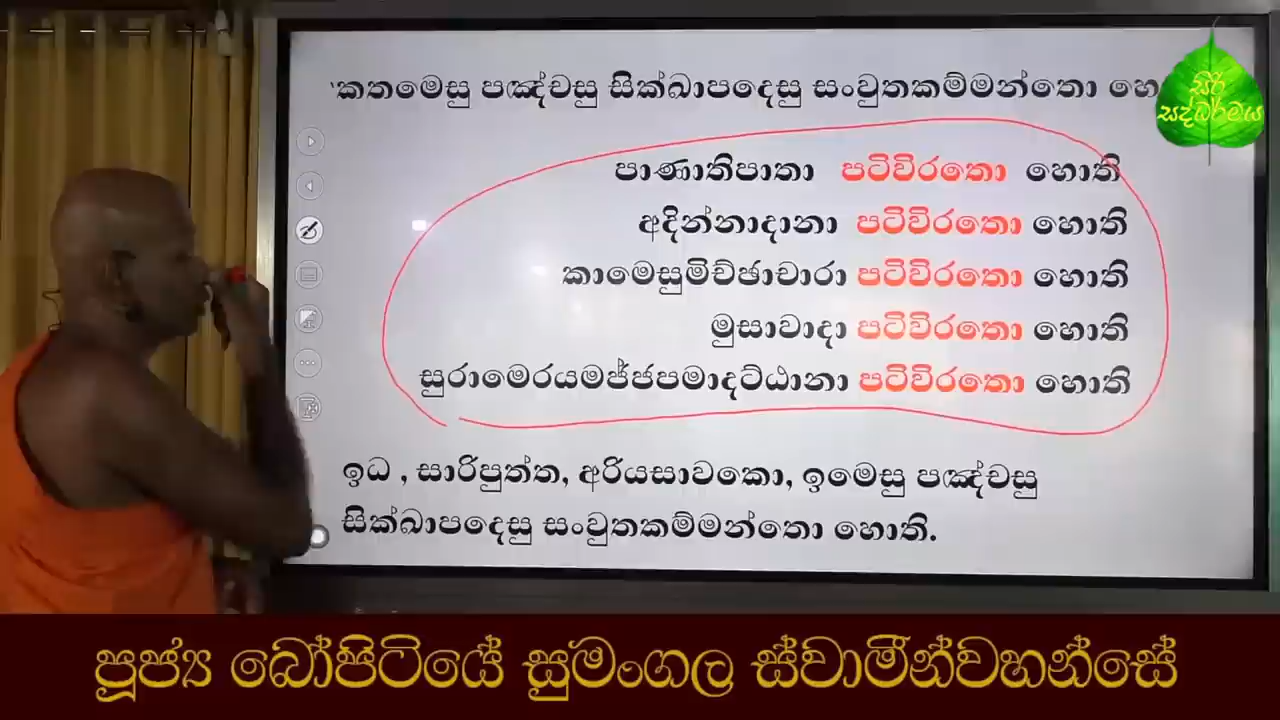 ‘කතමෙසු පඤ්චසු සික්ඛාපදෙසු සංවුතකම්මන්තො හො
පාණාතිපාතා පටිවිරතො හොති
අදින්නාදානා පටිවිරතො හොති
කාමෙසුමිච්ඡාචාරා පටිවිරතො හොති
මුසාවාදා පටිවිරතො හොති
සුරාමෙරයමජ්ජපමාදට්ඨානා පටිවිරතො හොති
ඉධ , සාරිපුත්ත, අරියසාවකො, ඉමෙසු පඤ්චසු
සික්ඛාපදෙසු සංවුතකම්මන්තො හොති.
සිරි
සද්ධර්මය
පූජ්‍ය බෝපිටියේ සුමංගල ස්වාමීන්වහන්සේ